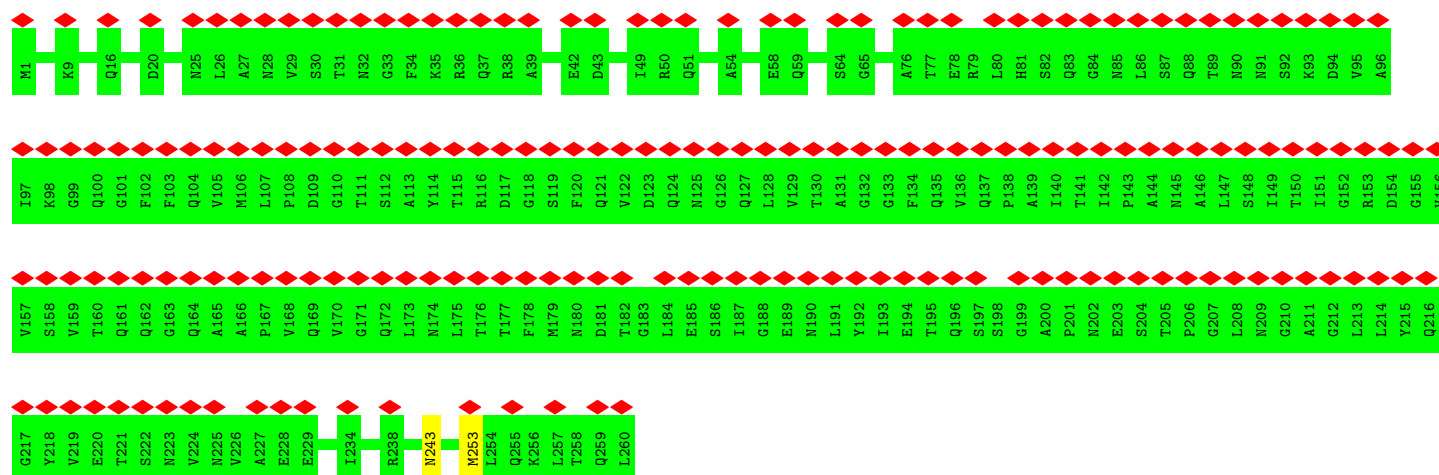 M1 K9 Q16 D20 N25 L26 A27 N28 V29 S30 T31 N32 G33 F34 K35 R36 Q37 R38 A39 E42 D43 I49 R50 Q51 A54 E58 Q59 S64 G65 A76 T77 E78 R79 L80 H81 S82 Q83 G84 N85 L86 S87 Q88 T89 N90 N91 S92 K93 D94 V95 A96
I97 K98 G99 Q100 G101 F102 F103 Q104 V105 M106 L107 P108 D109 G110 T111 S112 A113 Y114 T115 R116 D117 G118 S119 F120 Q121 V122 D123 Q124 N125 G126 Q127 L128 V129 T130 A131 G132 G133 F134 Q135 V136 Q137 P138 A139 I140 T141 I142 P143 A144 N145 A146 L147 S148 I149 T150 I151 G152 R153 D154 G155
V157 S158 V159 T160 Q161 Q162 G163 Q164 A165 A166 P167 V168 Q169 V170 G171 Q172 L173 N174 L175 T176 T177 F178 M179 N180 D181 T182 G183 L184 E185 S186 I187 G188 E189 N190 L191 Y192 I193 E194 T195 Q196 S197 S198 G199 A200 P201 N202 E203 S204 T205 P206 G207 L208 N209 G210 A211 G212 L213 L214 Y215 Q216
G217 Y218 V219 E220 T221 S222 N223 V224 N225 V226 A227 E228 E229 I234 R238 N243 M253 L254 Q255 K256 L257 T258 Q259 L260